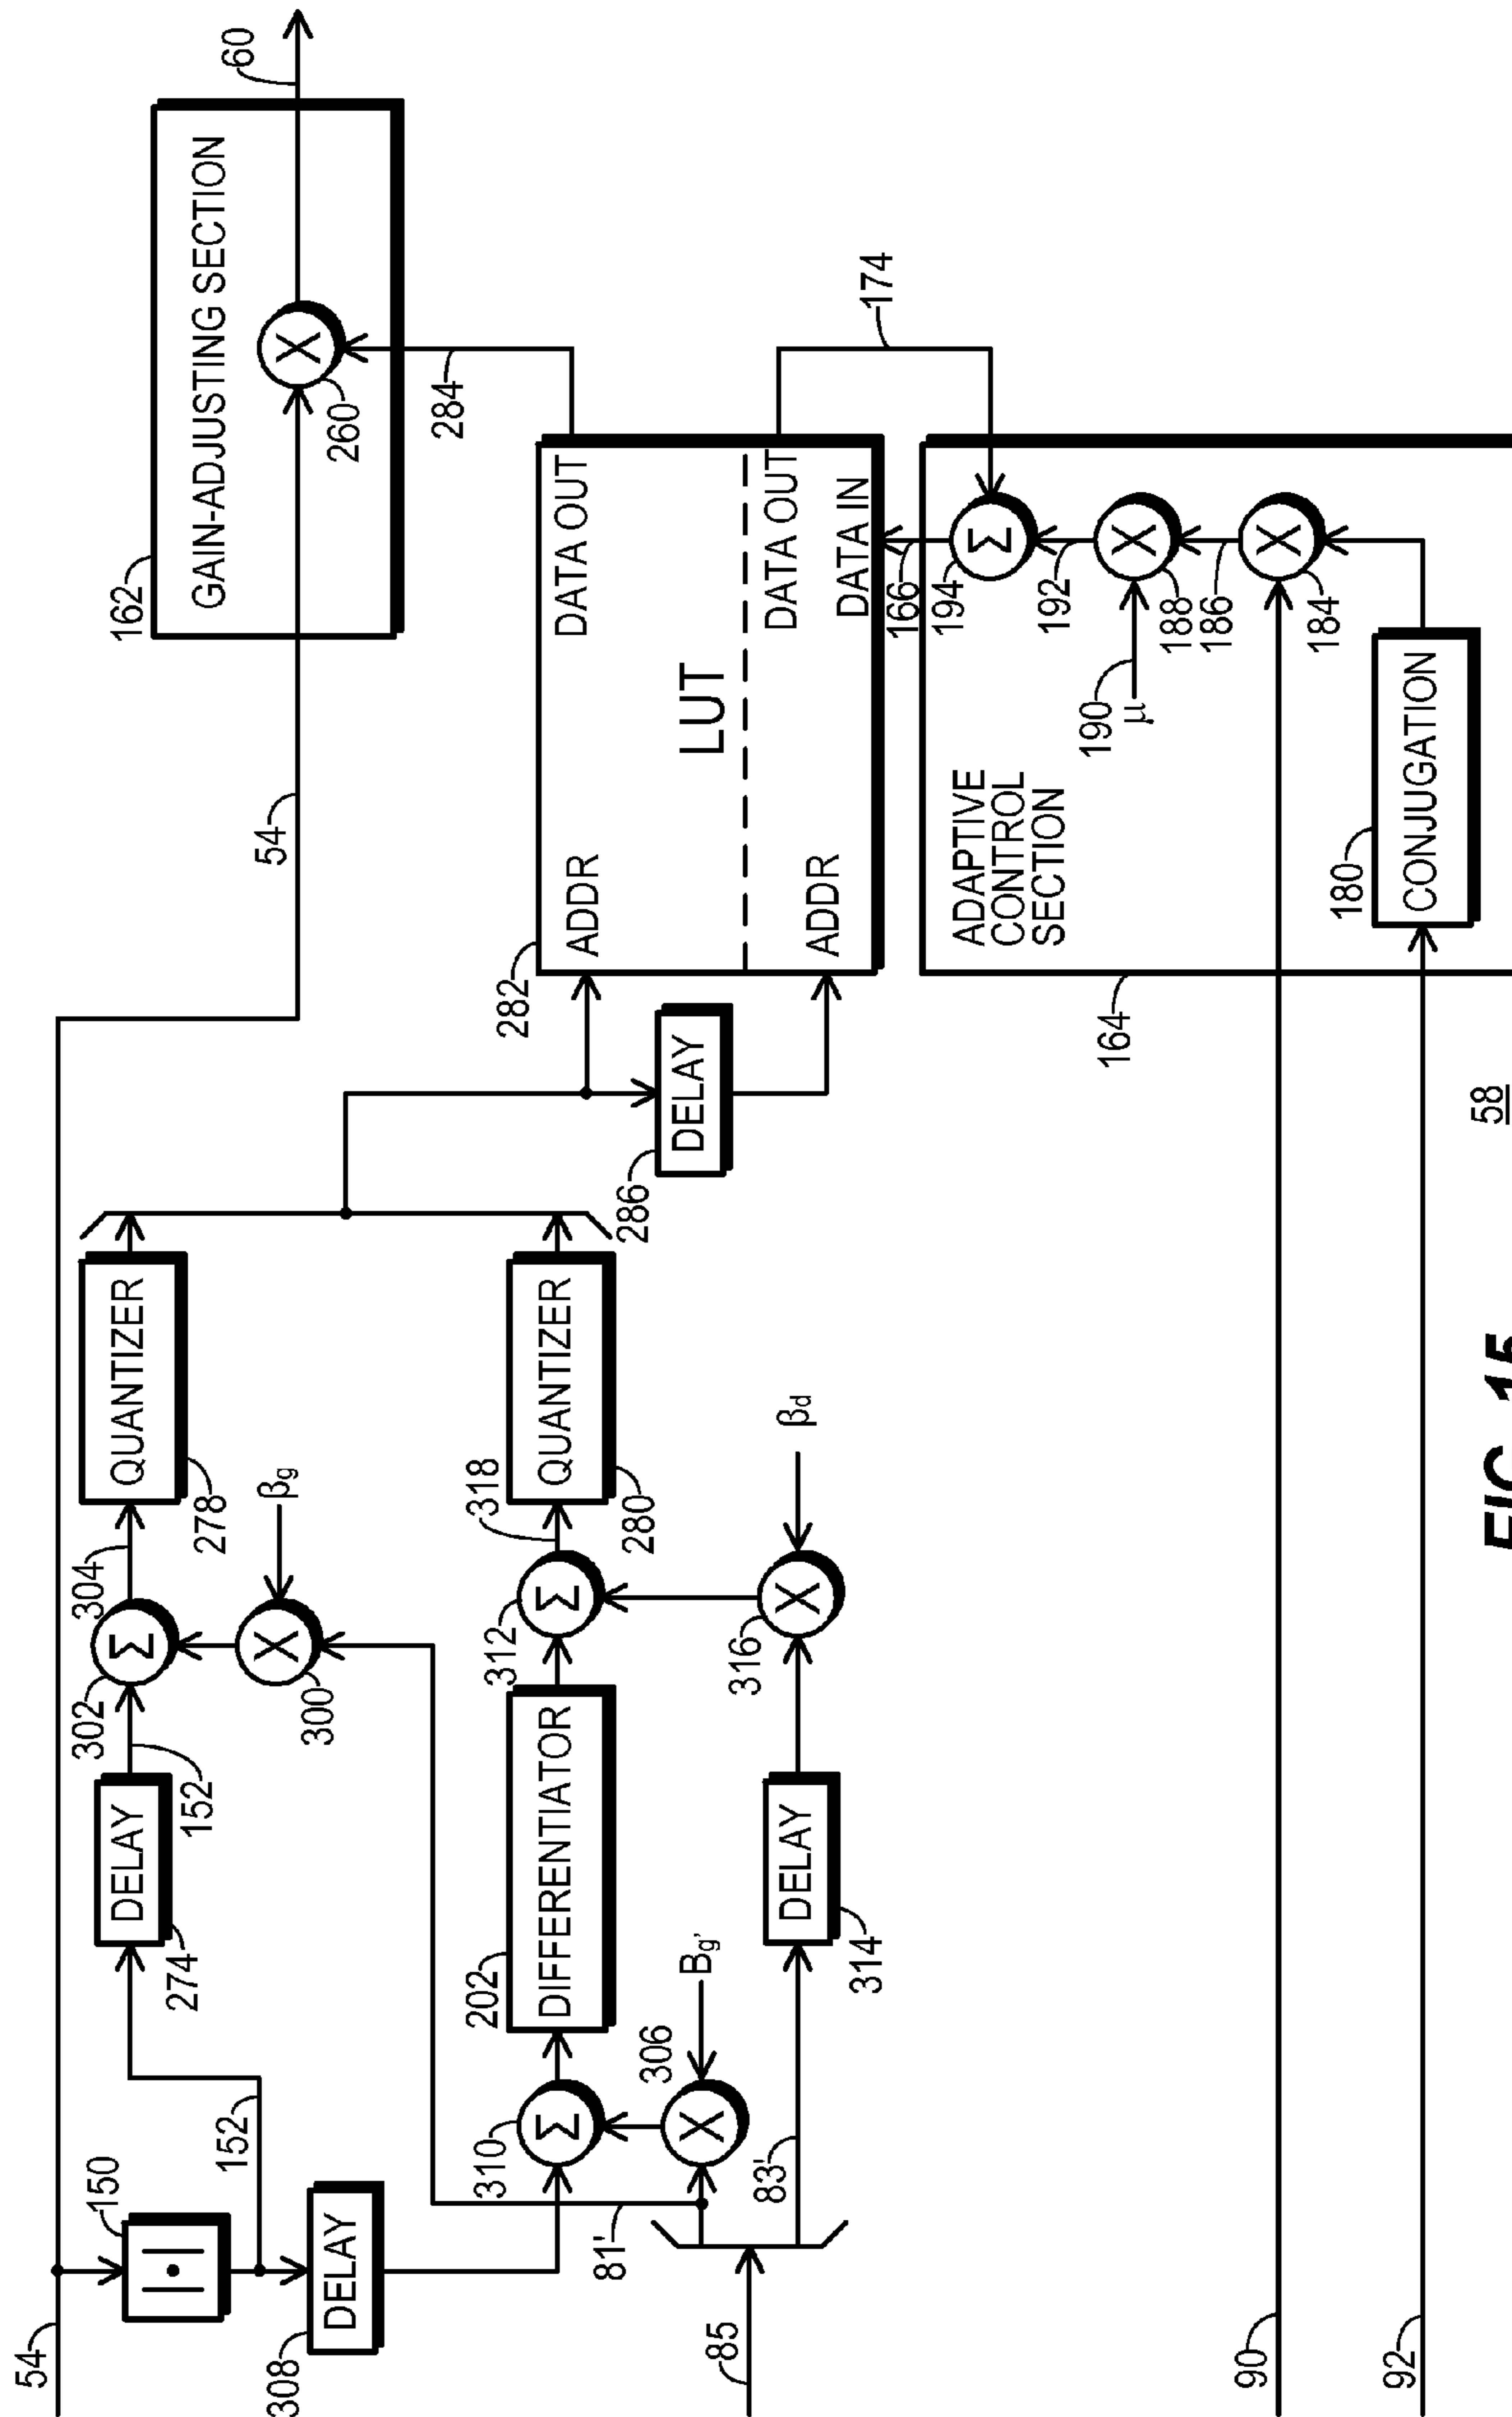 54
150
|•|
152
308
DELAY
274
DELAY
152
302
Σ
304
X
300
βg
278
QUANTIZER
54
162
GAIN-ADJUSTING SECTION
X
260
60
284
85
81'
83'
310
Σ
X
306
Bg'
202
DIFFERENTIATOR
312
Σ
318
280
QUANTIZER
314
DELAY
316
X
βd
286
DELAY
282
ADDR
DATA OUT
LUT
ADDR
DATA OUT
DATA IN
174
166
164
ADAPTIVE
CONTROL
SECTION
194
Σ
192
190
μ
188
X
186
184
X
180
CONJUGATION
90
92
58
FIG. 15